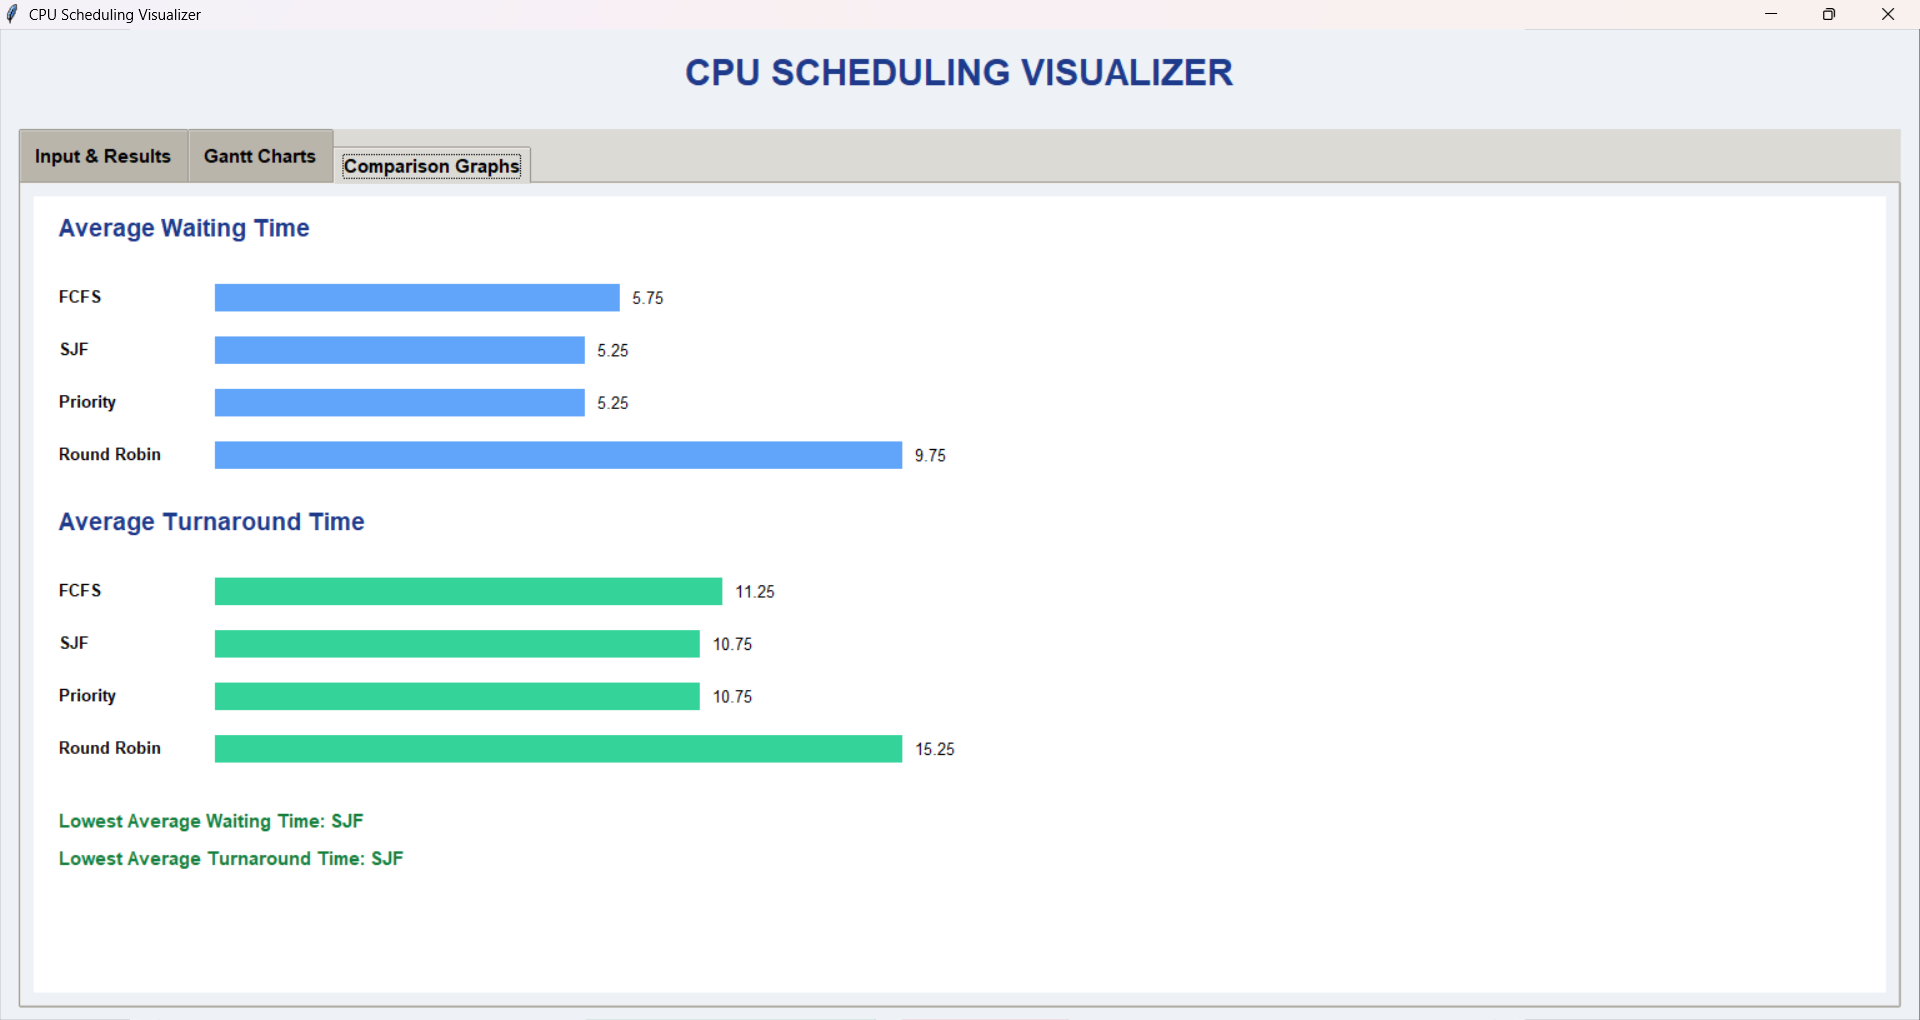 CPU Scheduling Visualizer
CPU SCHEDULING VISUALIZER
Input & Results Gantt Charts Comparison Graphs
Average Waiting Time
FCFS 5.75
SJF 5.25
Priority 5.25
Round Robin 9.75
Average Turnaround Time
FCFS 11.25
SJF 10.75
Priority 10.75
Round Robin 15.25
Lowest Average Waiting Time: SJF
Lowest Average Turnaround Time: SJF